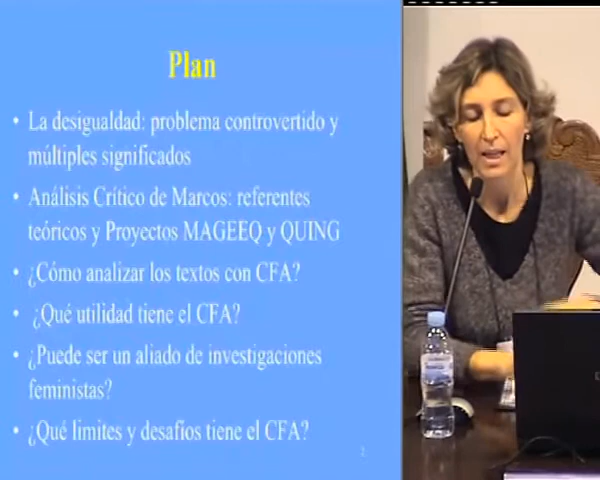 Plan
• La desigualdad: problema controvertido y
múltiples significados
• Análisis Crítico de Marcos: referentes
teóricos y Proyectos MAGEEQ y QUING
• ¿Cómo analizar los textos con CFA?
• ¿Qué utilidad tiene el CFA?
• ¿Puede ser un aliado de investigaciones
feministas?
• ¿Qué limites y desafíos tiene el CFA?
2